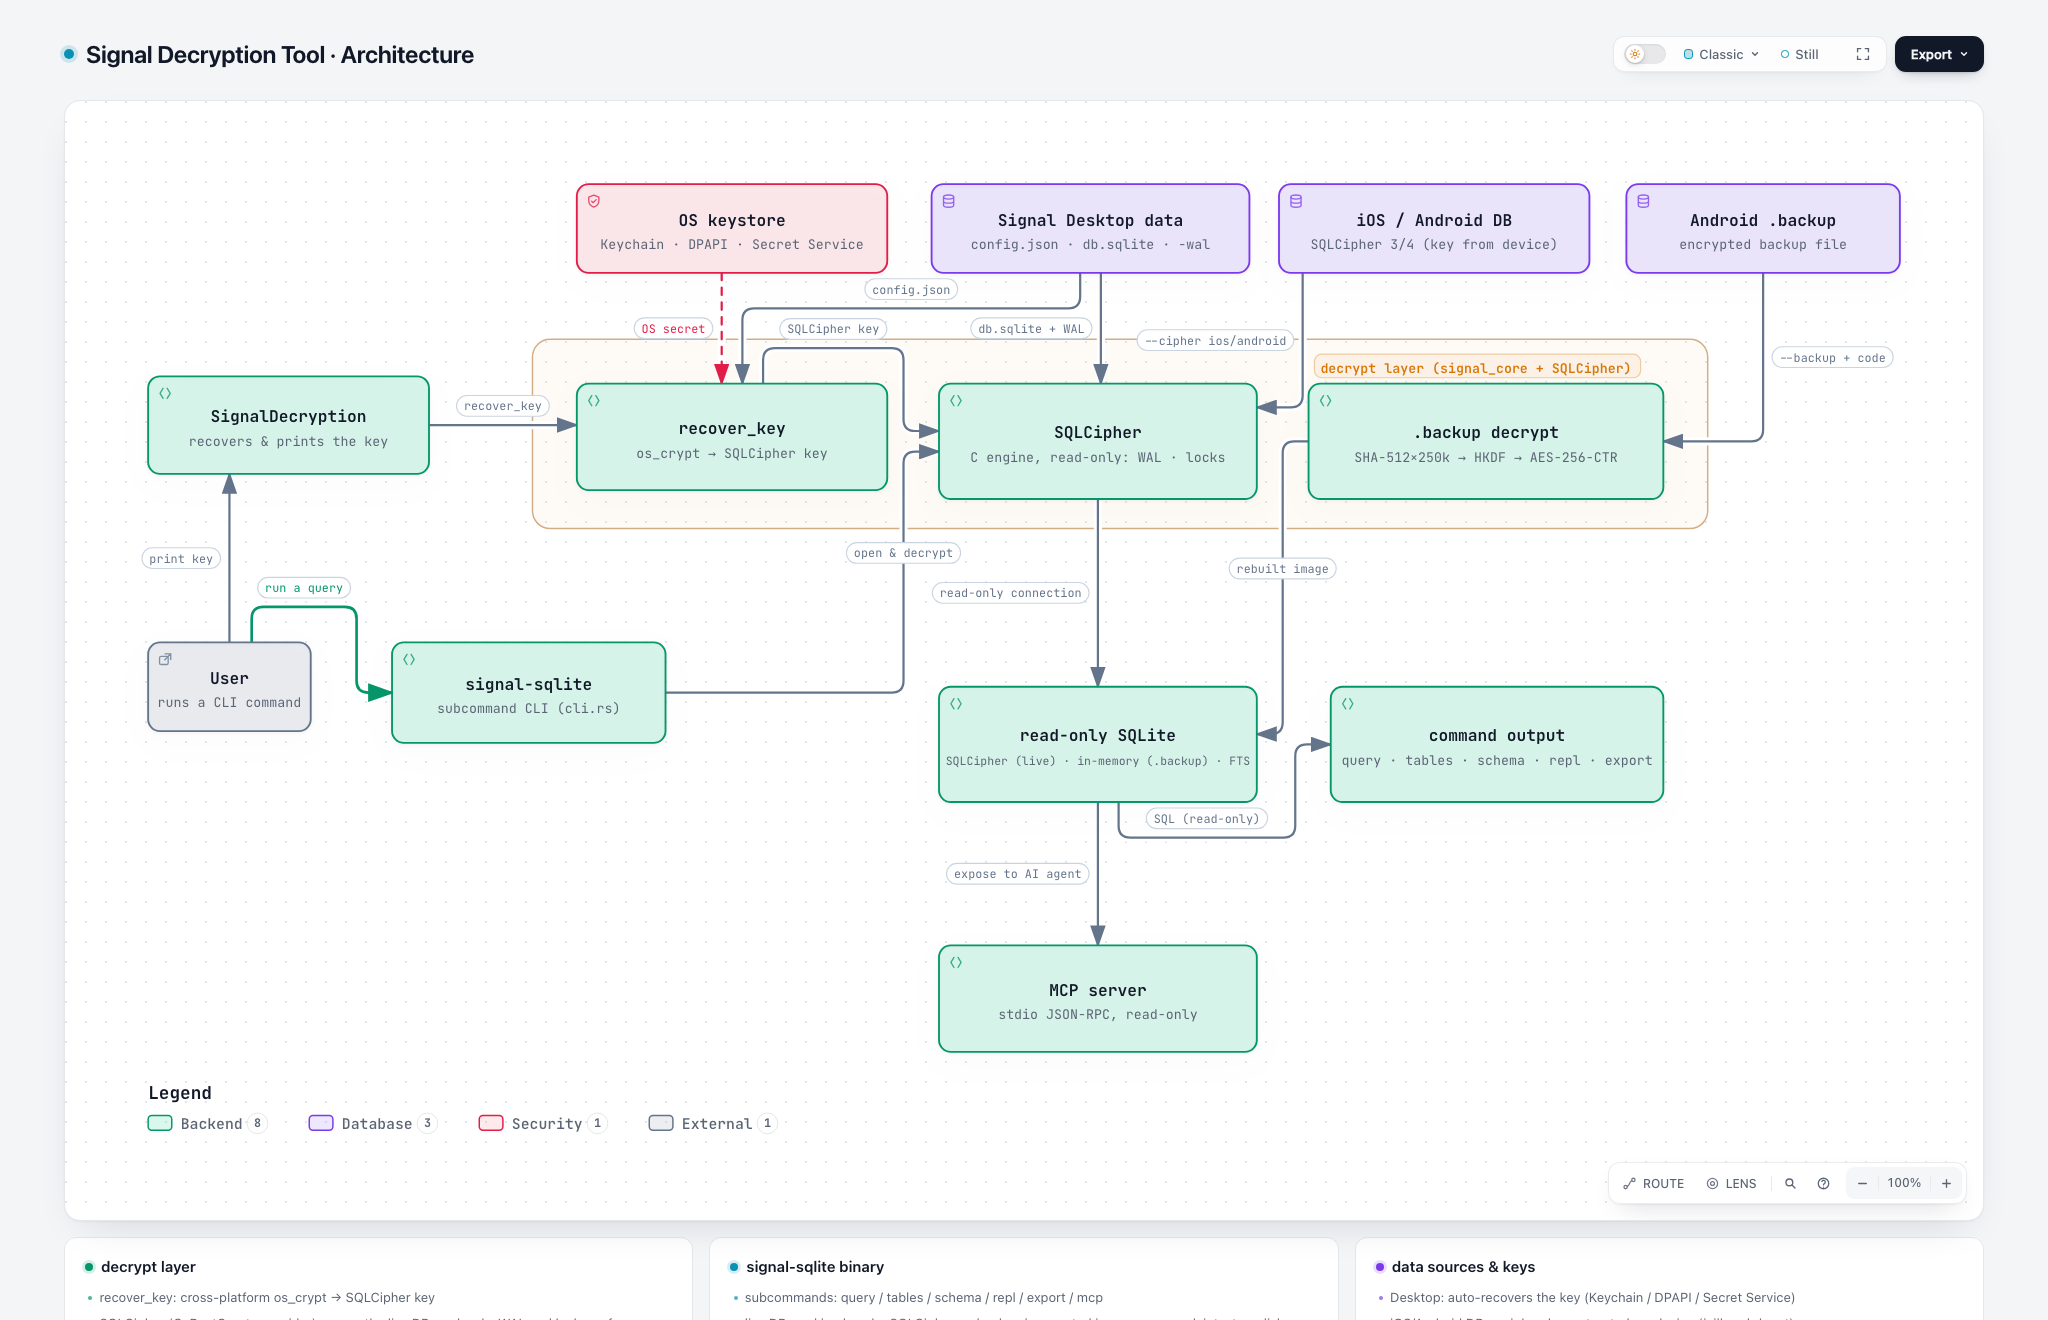 Signal Decryption Tool · Architecture
Classic
Still
Export
OS keystore
Keychain · DPAPI · Secret Service
Signal Desktop data
config.json · db.sqlite · -wal
iOS / Android DB
SQLCipher 3/4 (key from device)
Android .backup
encrypted backup file
config.json
OS secret
SQLCipher key
db.sqlite + WAL
--cipher ios/android
--backup + code
decrypt layer (signal_core + SQLCipher)
SignalDecryption
recovers & prints the key
recover_key
recover_key
os_crypt → SQLCipher key
SQLCipher
C engine, read-only: WAL · locks
.backup decrypt
SHA-512×250k → HKDF → AES-256-CTR
print key
open & decrypt
rebuilt image
run a query
read-only connection
User
runs a CLI command
signal-sqlite
subcommand CLI (cli.rs)
read-only SQLite
SQLCipher (live) · in-memory (.backup) · FTS
command output
query · tables · schema · repl · export
SQL (read-only)
expose to AI agent
MCP server
stdio JSON-RPC, read-only
Legend
Backend 8
Database 3
Security 1
External 1
ROUTE
LENS
100%
decrypt layer
• recover_key: cross-platform os_crypt → SQLCipher key
signal-sqlite binary
• subcommands: query / tables / schema / repl / export / mcp
data sources & keys
• Desktop: auto-recovers the key (Keychain / DPAPI / Secret Service)